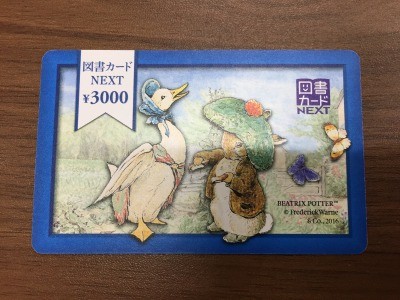 図書カード
NEXT
¥3000
図書
カード
NEXT
BEATRIX POTTER™
© Frederick Warne
& Co., 2016